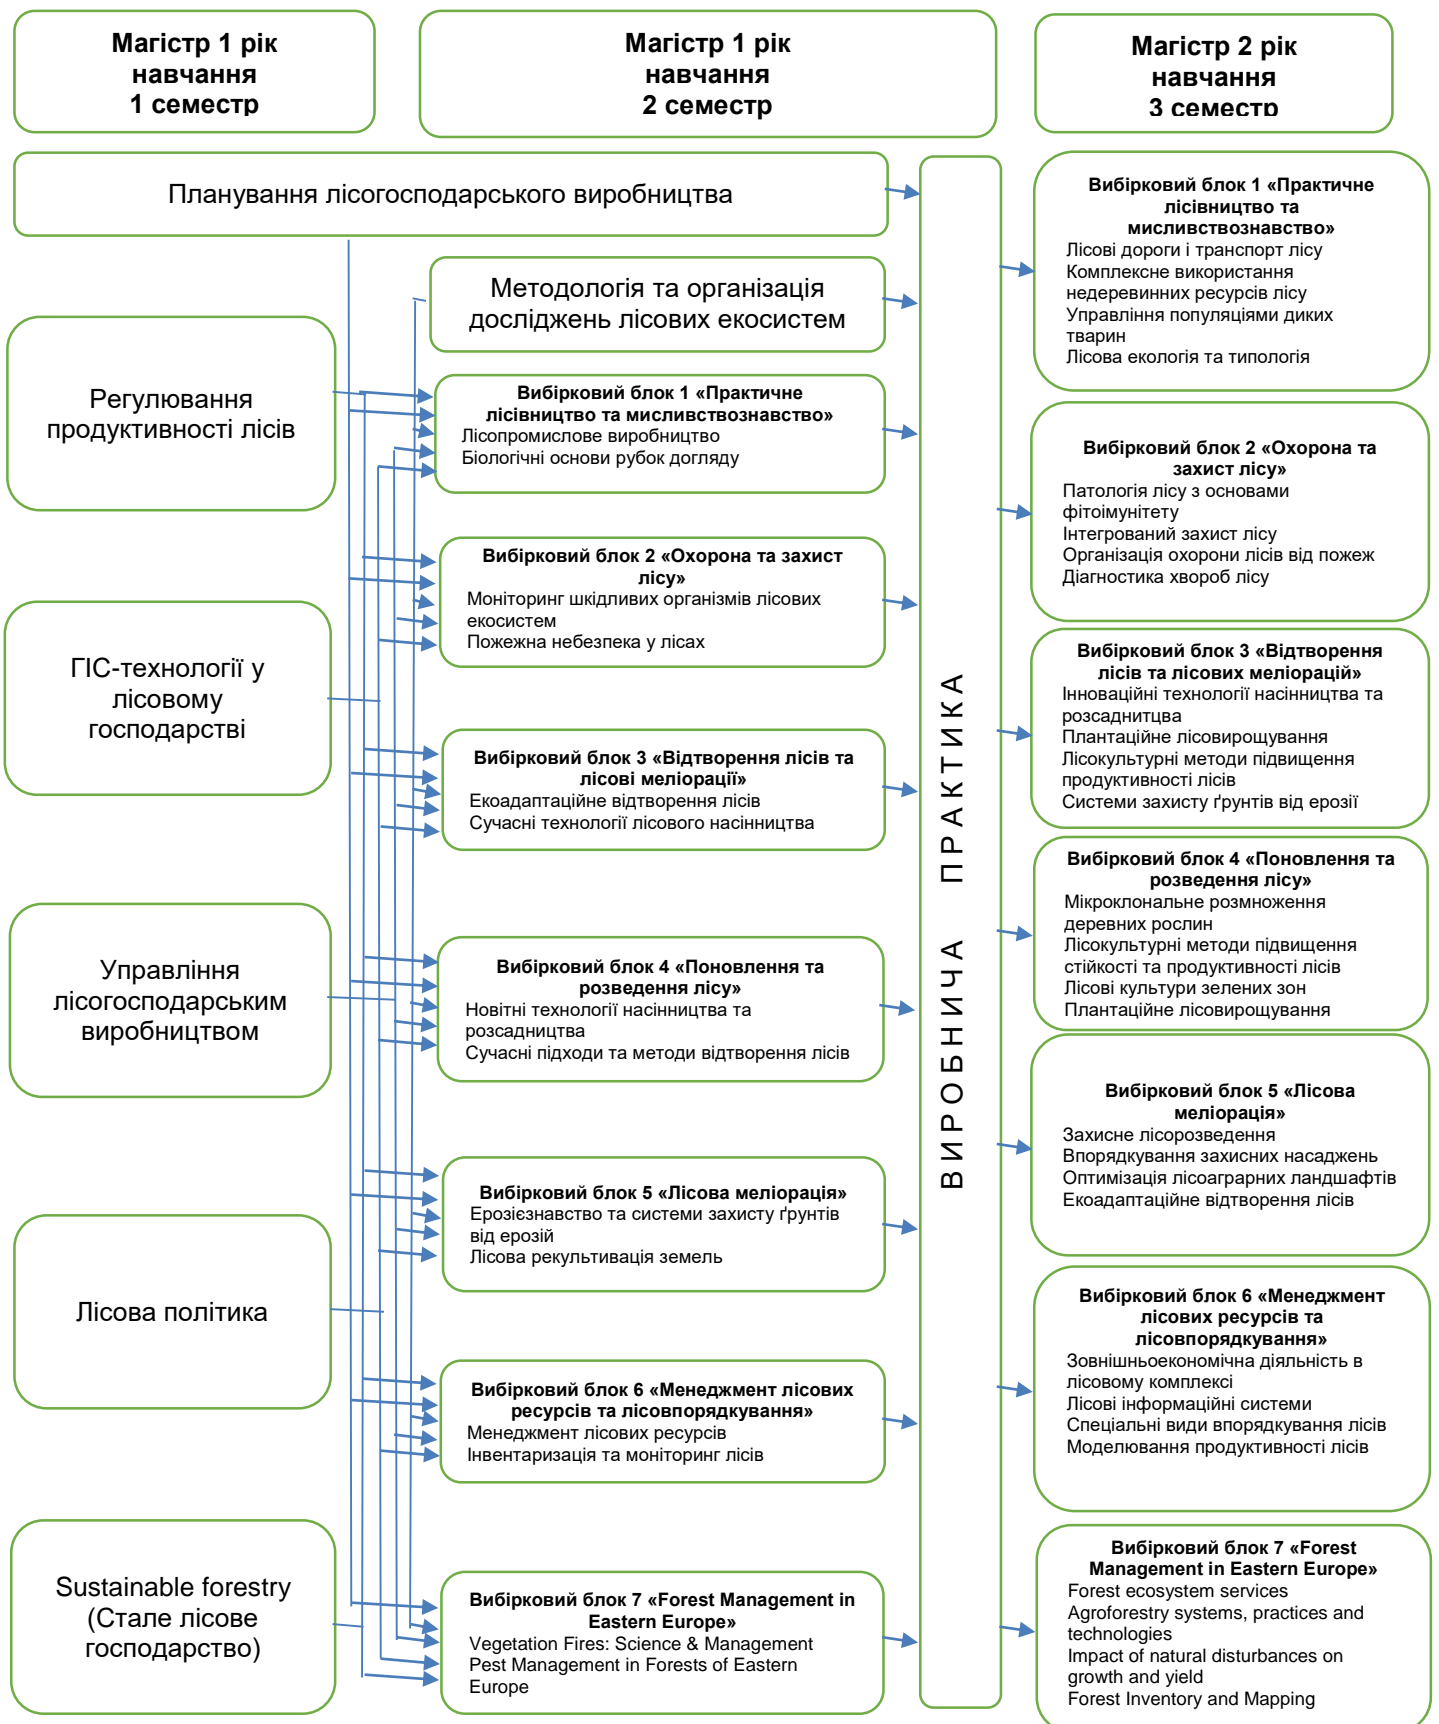 Магістр 1 рік
навчання
1 семестр
Магістр 1 рік
навчання
2 семестр
Магістр 2 рік
навчання
3 семестр
Планування лісогосподарського виробництва
Регулювання
продуктивності лісів
ГІС-технології у
лісовому
господарстві
Управління
лісогосподарським
виробництвом
Лісова політика
Sustainable forestry
(Стале лісове
господарство)
Методологія та організація
досліджень лісових екосистем
Вибірковий блок 1 «Практичне
лісівництво та мисливствознавство»
Лісопромислове виробництво
Біологічні основи рубок догляду
Вибірковий блок 2 «Охорона та захист
лісу»
Моніторинг шкідливих організмів лісових
екосистем
Пожежна небезпека у лісах
Вибірковий блок 3 «Відтворення лісів та
лісові меліорації»
Екоадаптаційне відтворення лісів
Сучасні технології лісового насінництва
Вибірковий блок 4 «Поновлення та
розведення лісу»
Новітні технології насінництва та
розсадництва
Сучасні підходи та методи відтворення лісів
Вибірковий блок 5 «Лісова меліорація»
Ерозієзнавство та системи захисту ґрунтів
від ерозій
Лісова рекультивація земель
Вибірковий блок 6 «Менеджмент лісових
ресурсів та лісовпорядкування»
Менеджмент лісових ресурсів
Інвентаризація та моніторинг лісів
Вибірковий блок 7 «Forest Management in
Eastern Europe»
Vegetation Fires: Science & Management
Pest Management in Forests of Eastern
Europe
ВИРОБНИЧА ПРАКТИКА
Вибірковий блок 1 «Практичне
лісівництво та
мисливствознавство»
Лісові дороги і транспорт лісу
Комплексне використання
недеревинних ресурсів лісу
Управління популяціями диких
тварин
Лісова екологія та типологія
Вибірковий блок 2 «Охорона та
захист лісу»
Патологія лісу з основами
фітоімунітету
Інтегрований захист лісу
Організація охорони лісів від пожеж
Діагностика хвороб лісу
Вибірковий блок 3 «Відтворення
лісів та лісових меліорацій»
Інноваційні технології насінництва та
розсаднитцва
Плантаційне лісовирощування
Лісокультурні методи підвищення
продуктивності лісів
Системи захисту ґрунтів від ерозії
Вибірковий блок 4 «Поновлення та
розведення лісу»
Мікроклональне розмноження
деревних рослин
Лісокультурні методи підвищення
стійкості та продуктивності лісів
Лісові культури зелених зон
Плантаційне лісовирощування
Вибірковий блок 5 «Лісова
меліорація»
Захисне лісорозведення
Впорядкування захисних насаджень
Оптимізація лісоаграрних ландшафтів
Екоадаптаційне відтворення лісів
Вибірковий блок 6 «Менеджмент
лісових ресурсів та
лісовпорядкування»
Зовнішньоекономічна діяльність в
лісовому комплексі
Лісові інформаційні системи
Спеціальні види впорядкування лісів
Моделювання продуктивності лісів
Вибірковий блок 7 «Forest
Management in Eastern Europe»
Forest ecosystem services
Agroforestry systems, practices and
technologies
Impact of natural disturbances on
growth and yield
Forest Inventory and Mapping